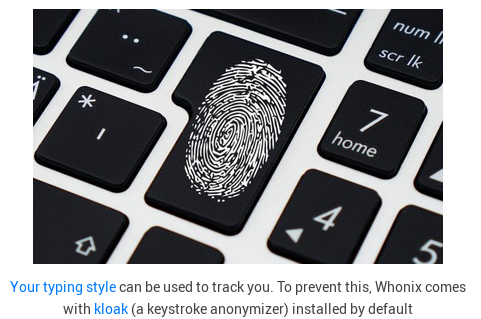 num l
scr lk
¨
~
Ä
*
'
7
home
4
5
Your typing style can be used to track you. To prevent this, Whonix comes
with kloak (a keystroke anonymizer) installed by default